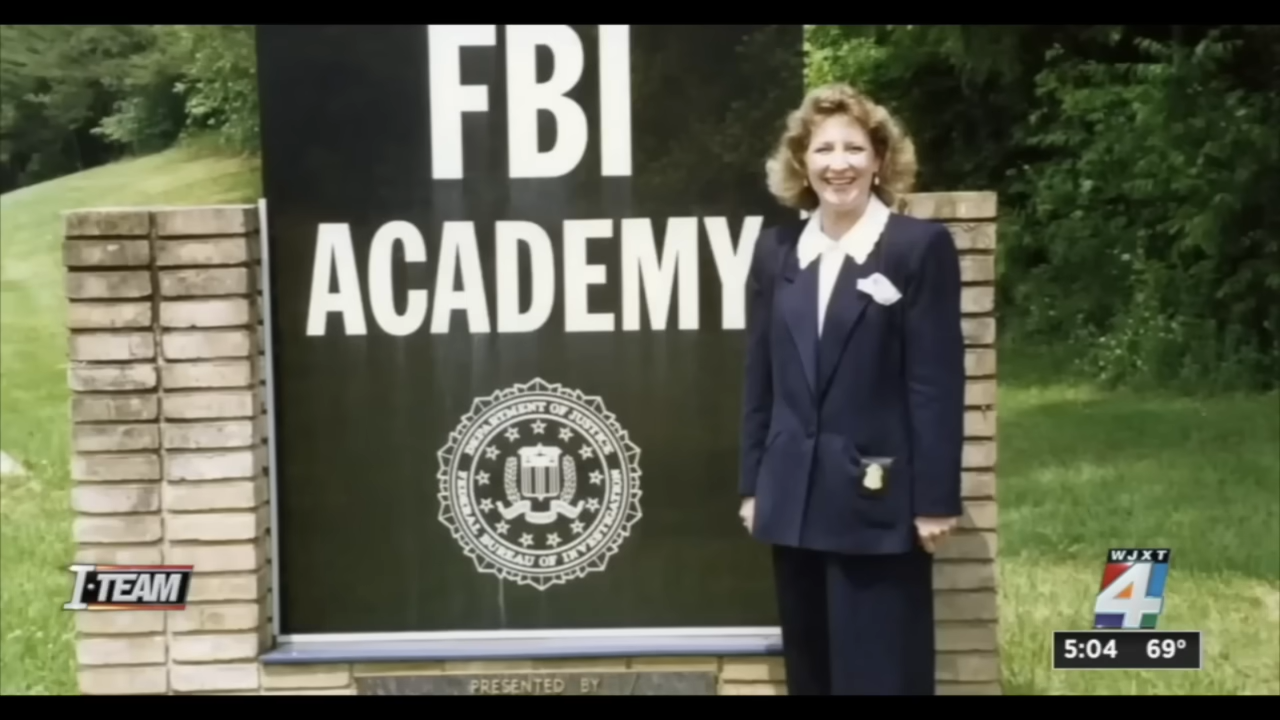 FBI
ACADEMY
DEPARTMENT OF JUSTICE
FEDERAL BUREAU OF INVESTIGATION
PRESENTED BY
I-TEAM
WJXT
4
5:04 69°